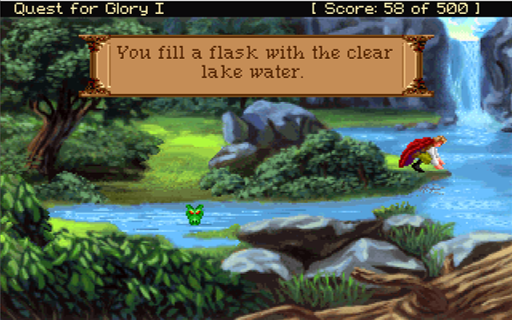 Quest for Glory I [ Score: 58 of 500 ]
You fill a flask with the clear
lake water.